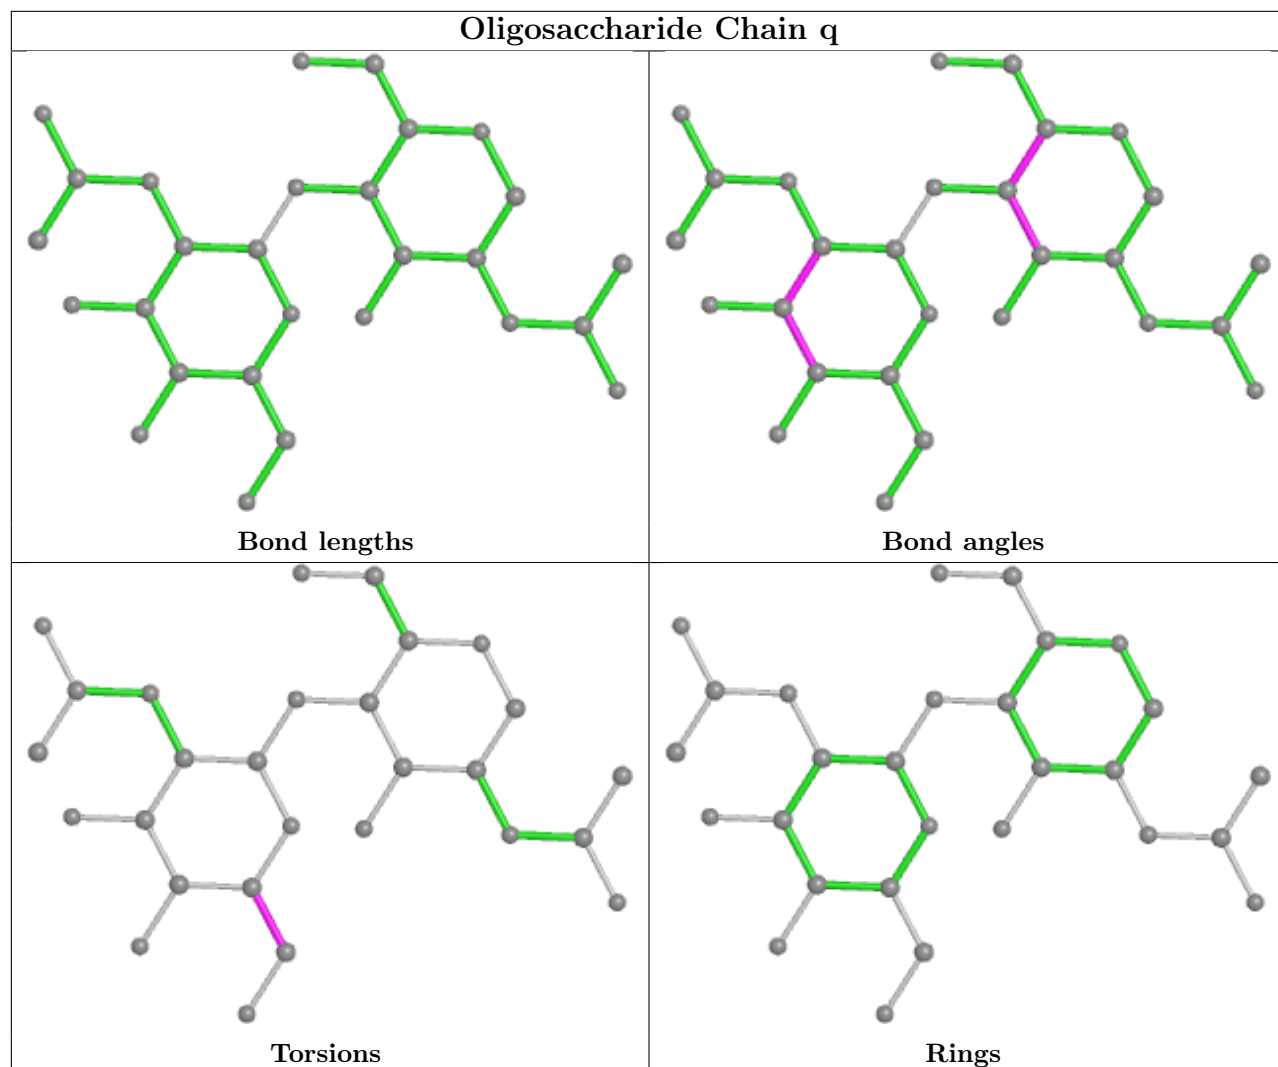 Oligosaccharide Chain q
Bond lengths
Bond angles
Torsions
Rings